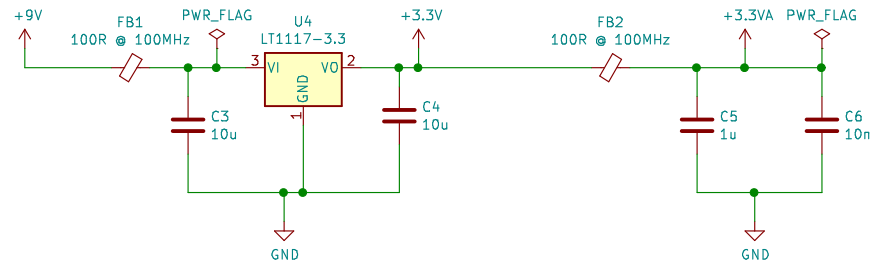 +9V
FB1
100R @ 100MHz
PWR_FLAG
U4
LT1117-3.3
3
VI
VO
2
GND
1
+3.3V
FB2
100R @ 100MHz
+3.3VA
PWR_FLAG
C3
10u
C4
10u
C5
1u
C6
10n
GND
GND